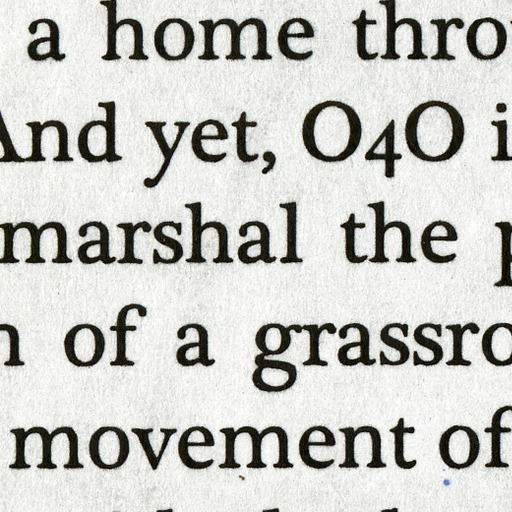 a home thro
And yet, O4O i
marshal the p
n of a grassro
movement of